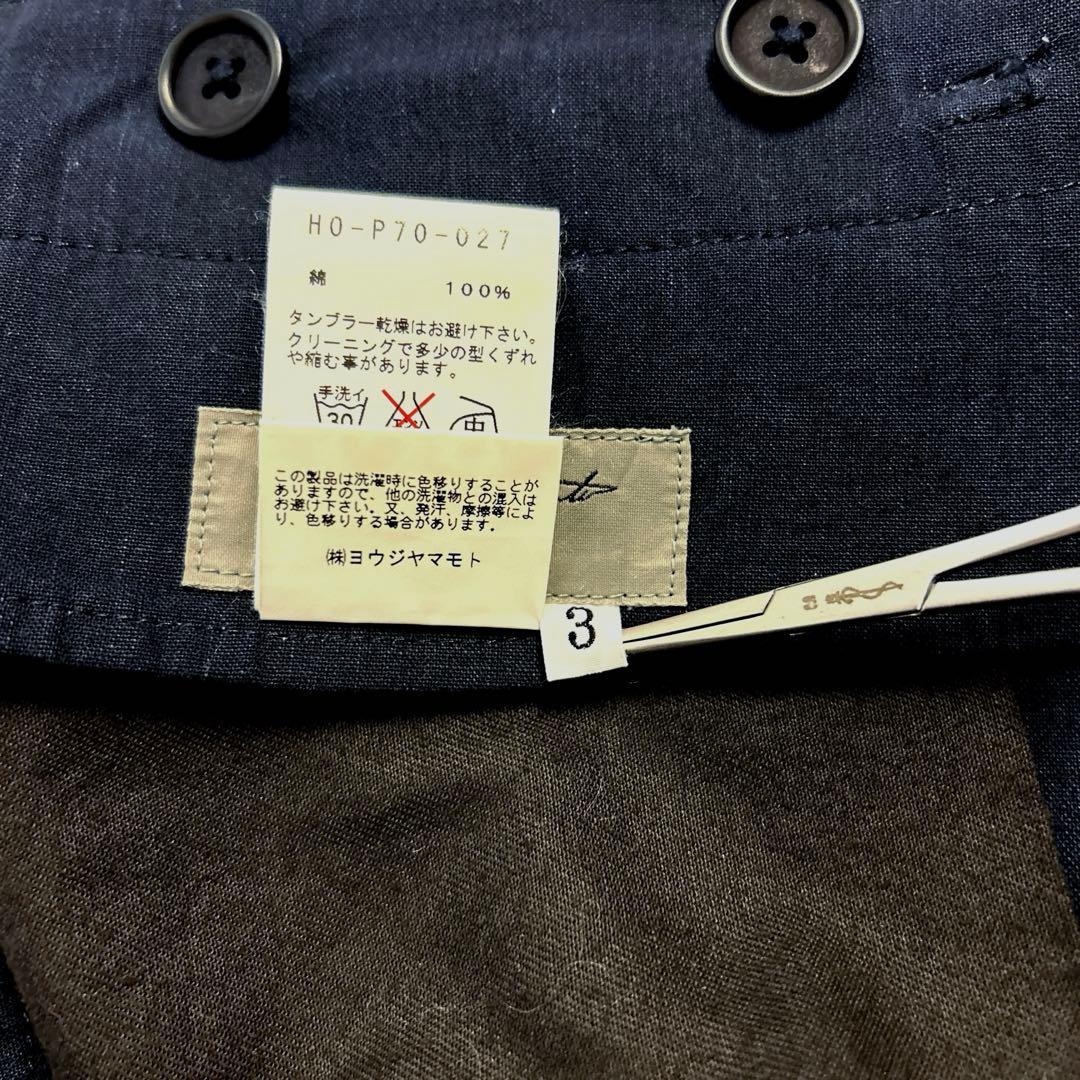 HO-P70-027
綿 100%
タンブラー乾燥はお避け下さい。
クリーニングで多少の型くずれ
や縮む事があります。
手洗イ
30
この製品は洗濯時に色移りすることが
ありますので、他の洗濯物との混入は
お避け下さい。又、発汗、摩擦等によ
り、色移りする場合があります。
㈱ヨウジヤマモト
3